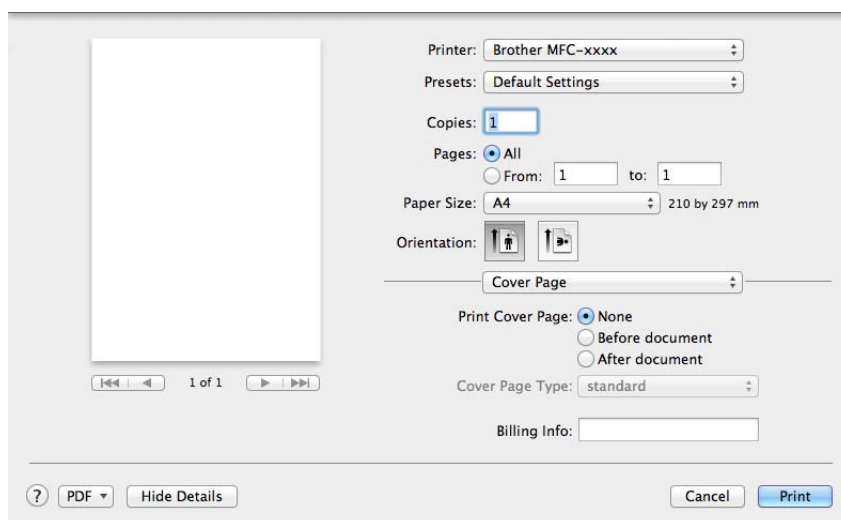 Printer: Brother MFC-xxxx
Presets: Default Settings
Copies: 1
Pages: All
From: 1 to: 1
Paper Size: A4 210 by 297 mm
Orientation:
Cover Page
Print Cover Page: None
Before document
After document
1 of 1
Cover Page Type: standard
Billing Info:
? PDF Hide Details Cancel Print